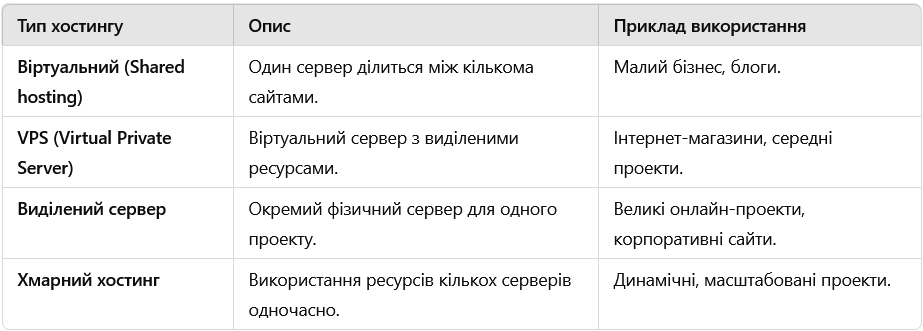 Тип хостингу
Опис
Приклад використання
Віртуальний (Shared
hosting)
Один сервер ділиться між кількома
сайтами.
Малий бізнес, блоги.
VPS (Virtual Private
Server)
Віртуальний сервер з виділеними
ресурсами.
Інтернет-магазини, середні
проекти.
Виділений сервер
Окремий фізичний сервер для одного
проекту.
Великі онлайн-проекти,
корпоративні сайти.
Хмарний хостинг
Використання ресурсів кількох серверів
одночасно.
Динамічні, масштабовані проекти.